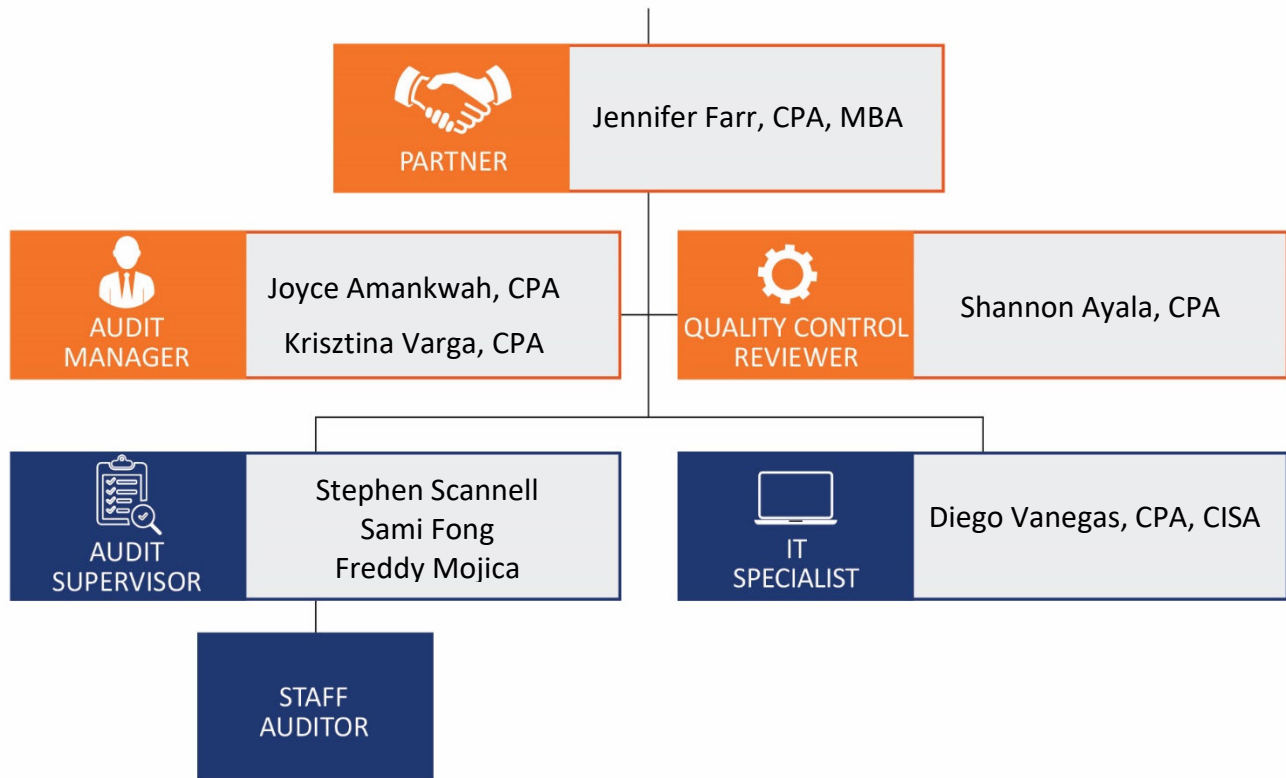 PARTNER
Jennifer Farr, CPA, MBA
AUDIT
MANAGER
Joyce Amankwah, CPA
Krisztina Varga, CPA
QUALITY CONTROL
REVIEWER
Shannon Ayala, CPA
AUDIT
SUPERVISOR
Stephen Scannell
Sami Fong
Freddy Mojica
IT
SPECIALIST
Diego Vanegas, CPA, CISA
STAFF
AUDITOR